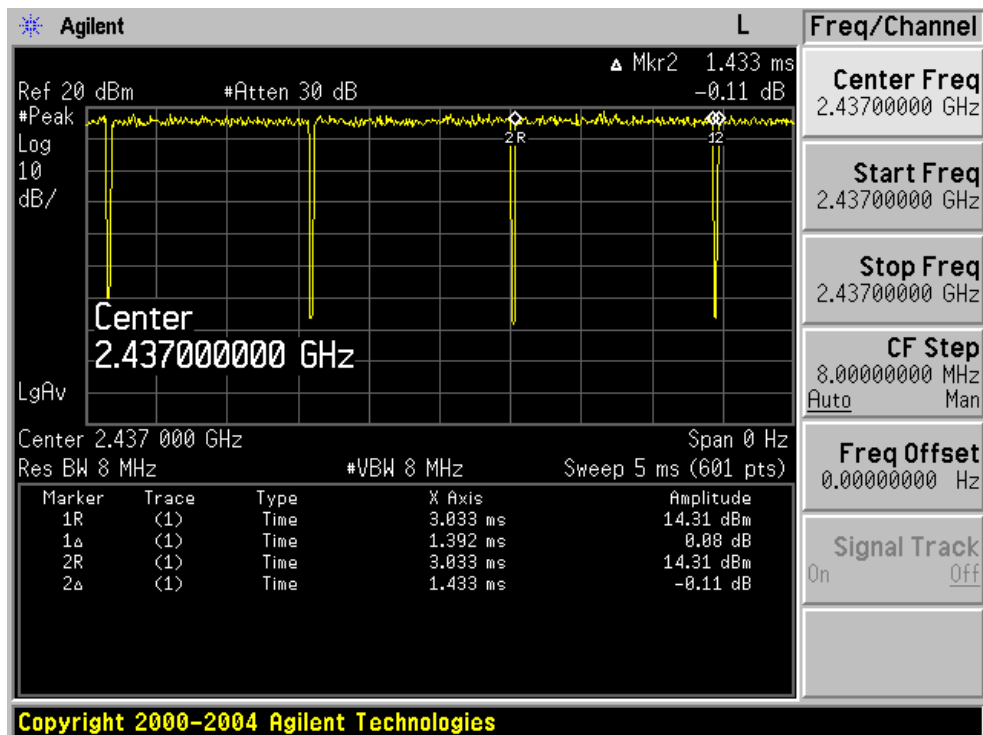 Agilent L Freq/Channel
Δ Mkr2 1.433 ms
Ref 20 dBm #Atten 30 dB -0.11 dB
#Peak
Log
10
dB/
2R 12
Center
2.437000000 GHz
LgAv
Center 2.437 000 GHz Span 0 Hz
Res BW 8 MHz #VBW 8 MHz Sweep 5 ms (601 pts)
Marker Trace Type X Axis Amplitude
1R (1) Time 3.033 ms 14.31 dBm
1Δ (1) Time 1.392 ms 0.08 dB
2R (1) Time 3.033 ms 14.31 dBm
2Δ (1) Time 1.433 ms -0.11 dB
Center Freq
2.43700000 GHz
Start Freq
2.43700000 GHz
Stop Freq
2.43700000 GHz
CF Step
8.00000000 MHz
Auto Man
Freq Offset
0.00000000 Hz
Signal Track
On Off
Copyright 2000-2004 Agilent Technologies